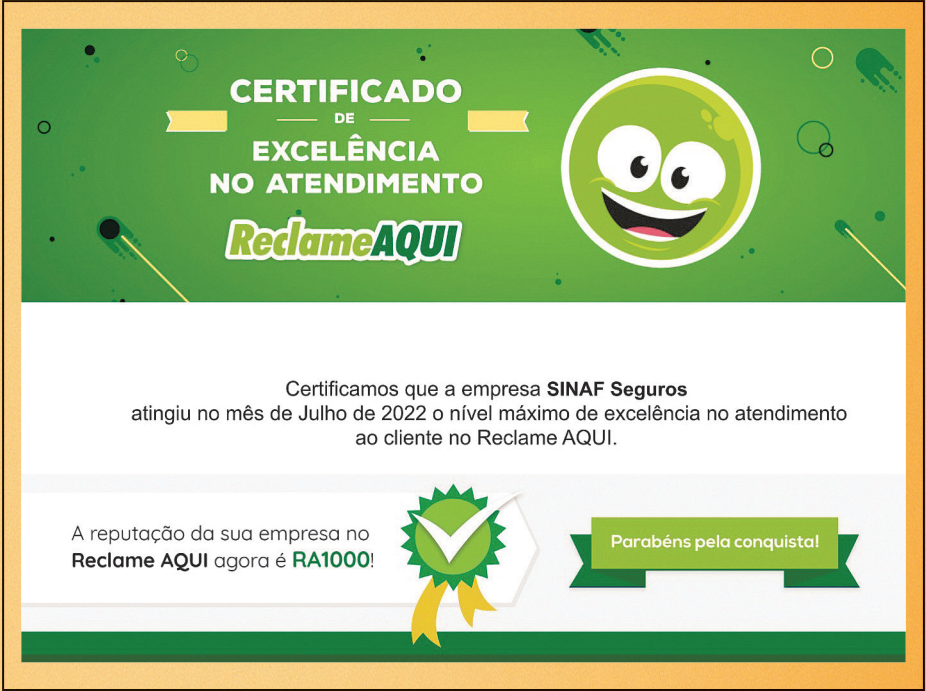 CERTIFICADO
DE
EXCELÊNCIA
NO ATENDIMENTO
ReclameAQUI
Certificamos que a empresa SINAF Seguros
atingiu no mês de Julho de 2022 o nível máximo de excelência no atendimento
ao cliente no Reclame AQUI.
A reputação da sua empresa no
Reclame AQUI agora é RA1000!
Parabéns pela conquista!